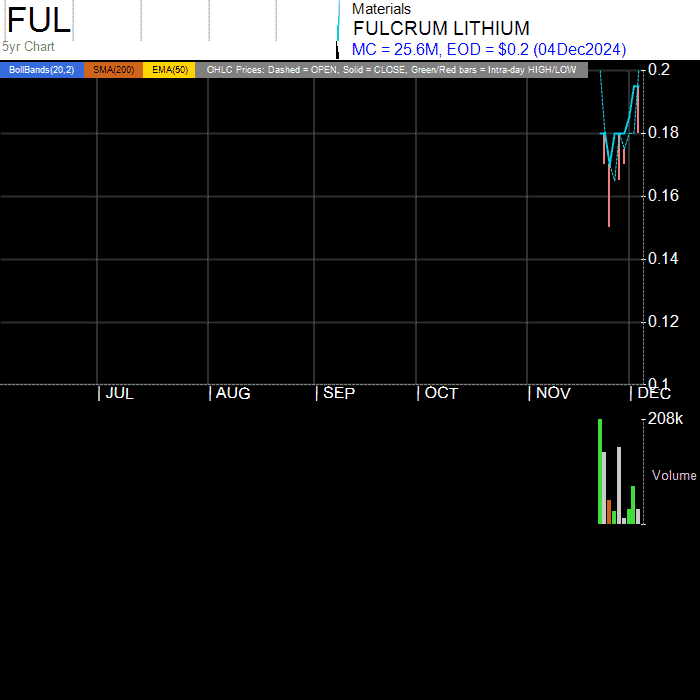 FUL
5yr Chart
Materials
FULCRUM LITHIUM
MC = 25.6M, EOD = $0.2 (04Dec2024)
BollBands(20,2) SMA(200) EMA(50) OHLC Prices: Dashed = OPEN, Solid = CLOSE, Green/Red bars = Intra-day HIGH/LOW
0.2
0.18
0.16
0.14
0.12
0.1
| JUL | AUG | SEP | OCT | NOV | DEC
208k
Volume